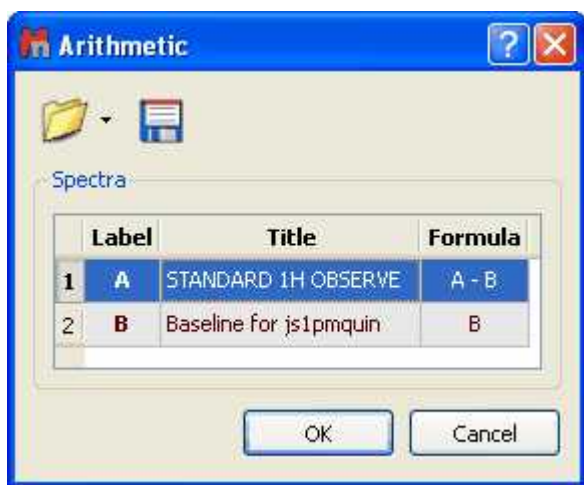 Arithmetic
Spectra
Label Title Formula
1 A STANDARD 1H OBSERVE A - B
2 B Baseline for js1pmquin B
OK Cancel